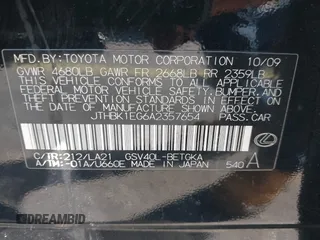 MFD.BY:TOYOTA MOTOR CORPORATION 10/09
GVWR 4680LB GAWR FR 2668LB RR 2359LB
THIS VEHICLE CONFORMS TO ALL APPLICABLE
FEDERAL MOTOR VEHICLE SAFETY, BUMPER, AND
THEFT PREVENTION STANDARDS IN EFFECT ON
THE DATE OF MANUFACTURE SHOWN ABOVE.
JTHBK1EG6A2357654 PASS.CAR
C/TR:212/LA21 GSV40L-BETGKA
A/TM:-01A/U660E MADE IN JAPAN 540 A
DREAMBID